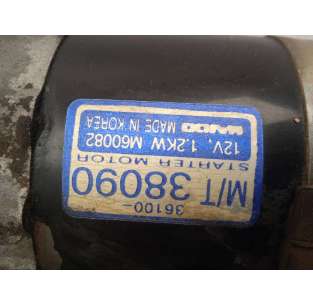 36100-
M/T 38090
STARTER MOTOR
12V, 1.2KW M60082
MANDO MADE IN KOREA